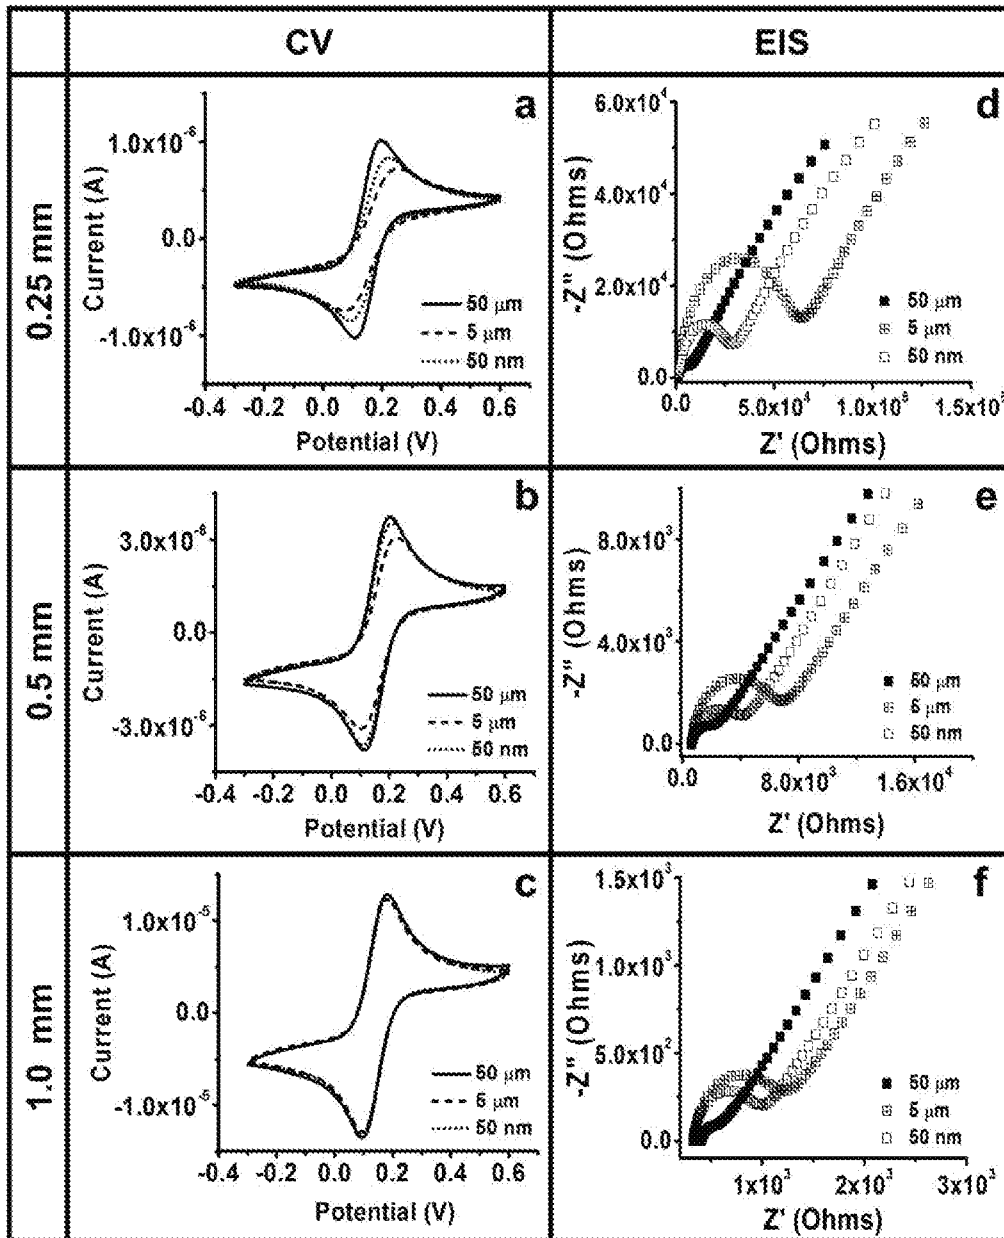 CV EIS
0.25 mm
a
Current (A)
1.0x10⁻⁶
0.0
-1.0x10⁻⁶
50 μm
5 μm
50 nm
-0.4 -0.2 0.0 0.2 0.4 0.6
Potential (V)
d
-Z" (Ohms)
6.0x10⁴
4.0x10⁴
2.0x10⁴
0.0
50 μm
5 μm
50 nm
0.0 5.0x10⁴ 1.0x10⁵ 1.5x10⁵
Z' (Ohms)
0.5 mm
b
Current (A)
3.0x10⁻⁶
0.0
-3.0x10⁻⁶
50 μm
5 μm
50 nm
-0.4 -0.2 0.0 0.2 0.4 0.6
Potential (V)
e
-Z" (Ohms)
8.0x10³
4.0x10³
0.0
50 μm
5 μm
50 nm
0.0 8.0x10³ 1.6x10⁴
Z' (Ohms)
1.0 mm
c
Current (A)
1.0x10⁻⁵
0.0
-1.0x10⁻⁵
50 μm
5 μm
50 nm
-0.4 -0.2 0.0 0.2 0.4 0.6
Potential (V)
f
-Z" (Ohms)
1.5x10³
1.0x10³
5.0x10²
0.0
50 μm
5 μm
50 nm
1x10³ 2x10³ 3x10³
Z' (Ohms)